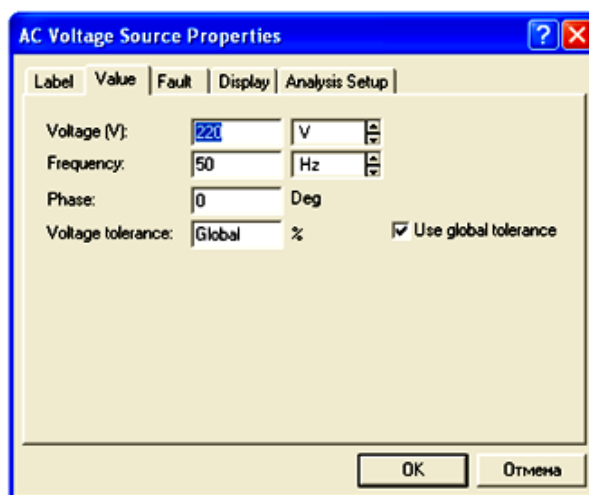 AC Voltage Source Properties
Label Value Fault Display Analysis Setup
Voltage (V): 220 V
Frequency: 50 Hz
Phase: 0 Deg
Voltage tolerance: Global % Use global tolerance
OK Отмена